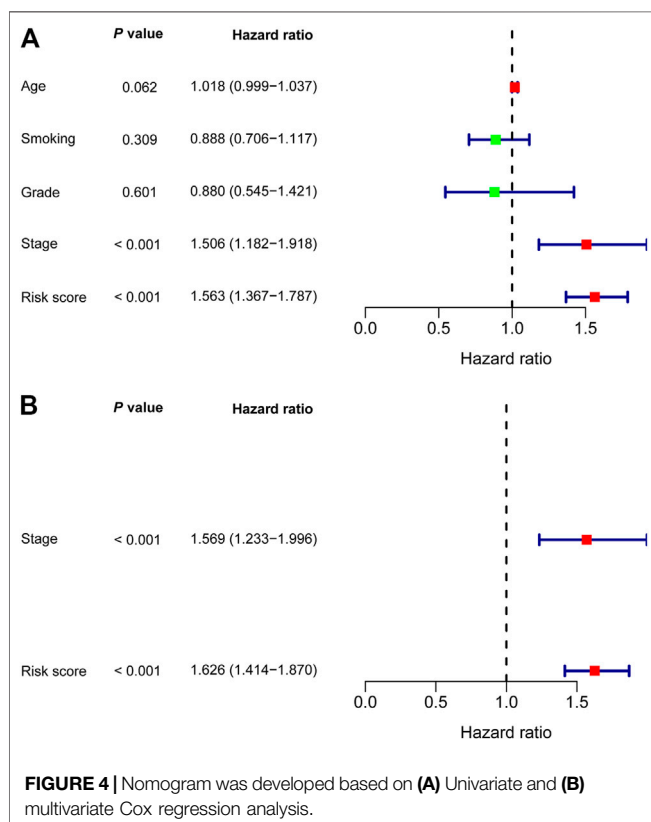 A
P value Hazard ratio
Age 0.062 1.018 (0.999−1.037)
Smoking 0.309 0.888 (0.706−1.117)
Grade 0.601 0.880 (0.545−1.421)
Stage < 0.001 1.506 (1.182−1.918)
Risk score < 0.001 1.563 (1.367−1.787)
0.0 0.5 1.0 1.5
Hazard ratio
B
P value Hazard ratio
Stage < 0.001 1.569 (1.233−1.996)
Risk score < 0.001 1.626 (1.414−1.870)
0.0 0.5 1.0 1.5
Hazard ratio
FIGURE 4 | Nomogram was developed based on (A) Univariate and (B)
multivariate Cox regression analysis.